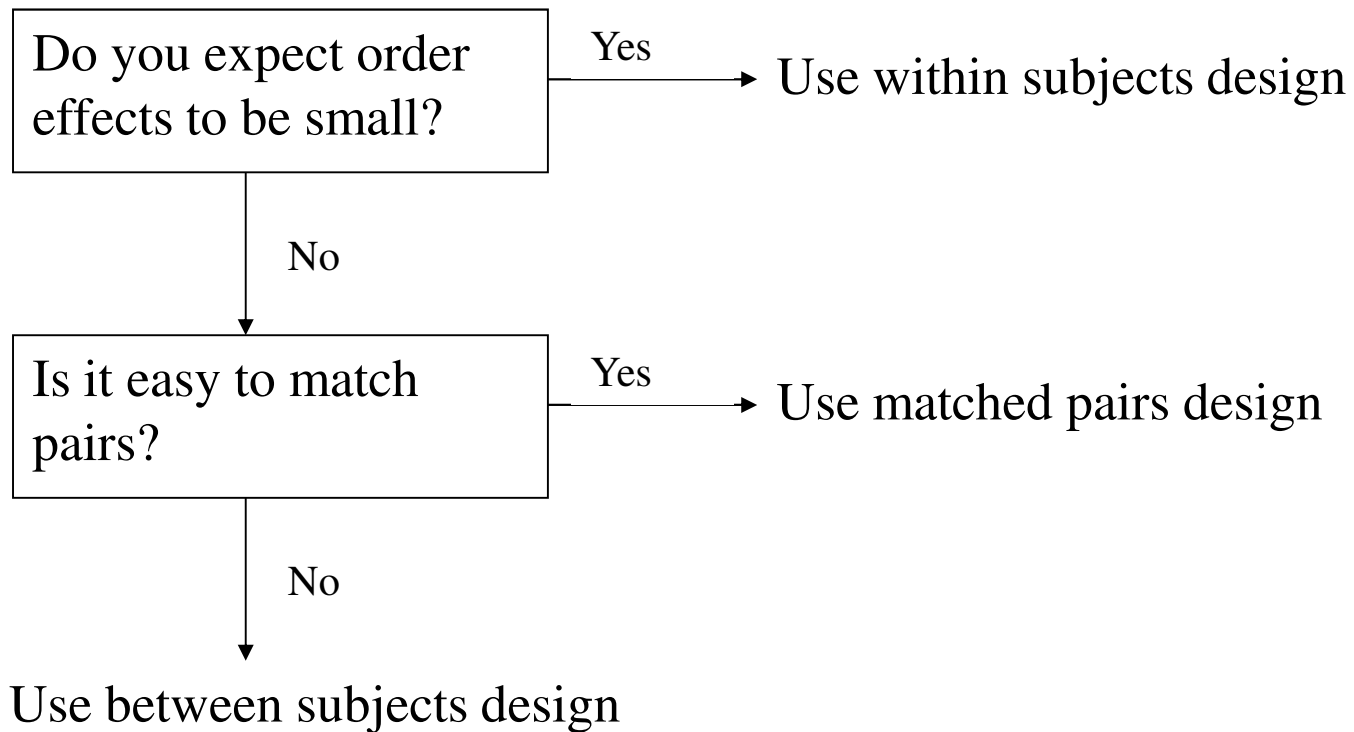 Do you expect order
effects to be small?
Yes
Use within subjects design
No
Is it easy to match
pairs?
Yes
Use matched pairs design
No
Use between subjects design